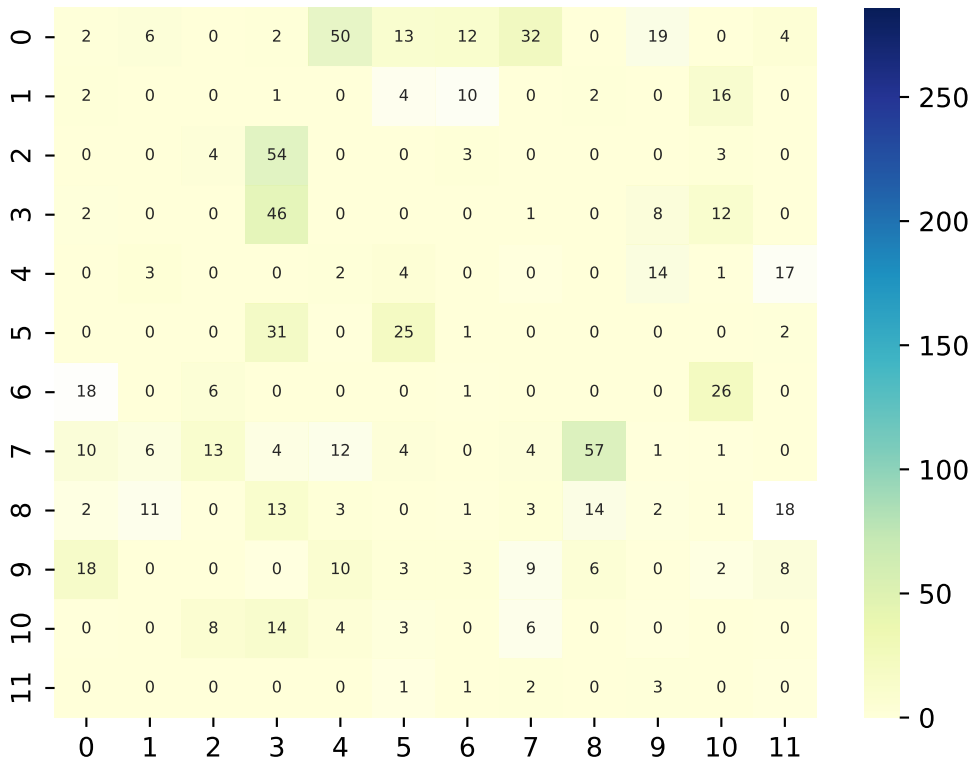 0 2 6 0 2 50 13 12 32 0 19 0 4
1 2 0 0 1 0 4 10 0 2 0 16 0
2 0 0 4 54 0 0 3 0 0 0 3 0
3 2 0 0 46 0 0 0 1 0 8 12 0
4 0 3 0 0 2 4 0 0 0 14 1 17
5 0 0 0 31 0 25 1 0 0 0 0 2
6 18 0 6 0 0 0 1 0 0 0 26 0
7 10 6 13 4 12 4 0 4 57 1 1 0
8 2 11 0 13 3 0 1 3 14 2 1 18
9 18 0 0 0 10 3 3 9 6 0 2 8
10 0 0 8 14 4 3 0 6 0 0 0 0
11 0 0 0 0 0 1 1 2 0 3 0 0
0 1 2 3 4 5 6 7 8 9 10 11
250
200
150
100
50
0